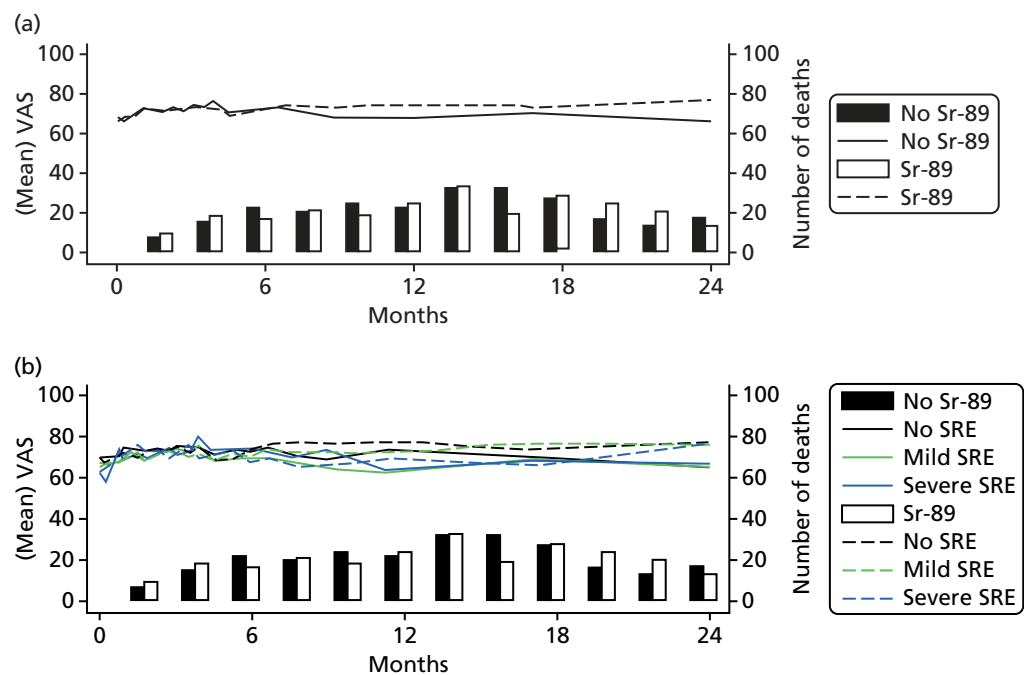 (a)
100
80
60
40
20
0
(Mean) VAS
100
80
60
40
20
0
Number of deaths
0 6 12 18 24
Months
No Sr-89
No Sr-89
Sr-89
Sr-89
(b)
100
80
60
40
20
0
(Mean) VAS
100
80
60
40
20
0
Number of deaths
0 6 12 18 24
Months
No Sr-89
No SRE
Mild SRE
Severe SRE
Sr-89
No SRE
Mild SRE
Severe SRE